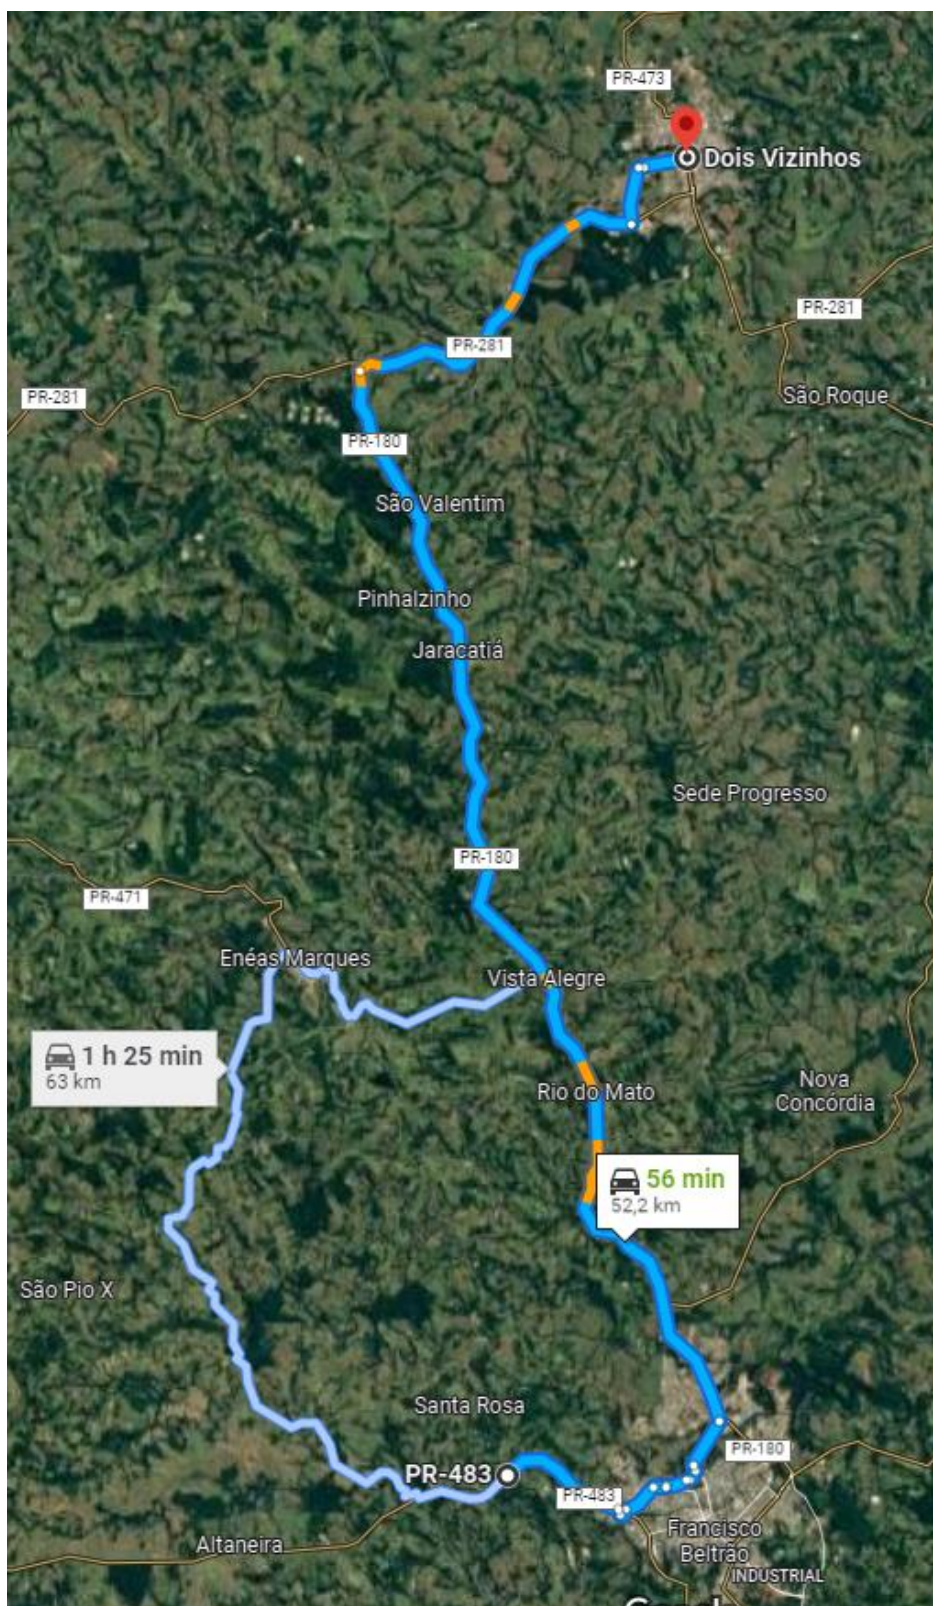 PR-473
Dois Vizinhos
PR-281
PR-281
PR-281
São Roque
PR-180
São Valentim
Pinhalzinho
Jaracatiá
Sede Progresso
PR-180
PR-471
Enéas Marques
Vista Alegre
1 h 25 min
63 km
Rio do Mato
Nova
Concórdia
56 min
52,2 km
São Pio X
Santa Rosa
PR-180
PR-483
PR-483
Francisco
Beltrão
Altaneira
INDUSTRIAL